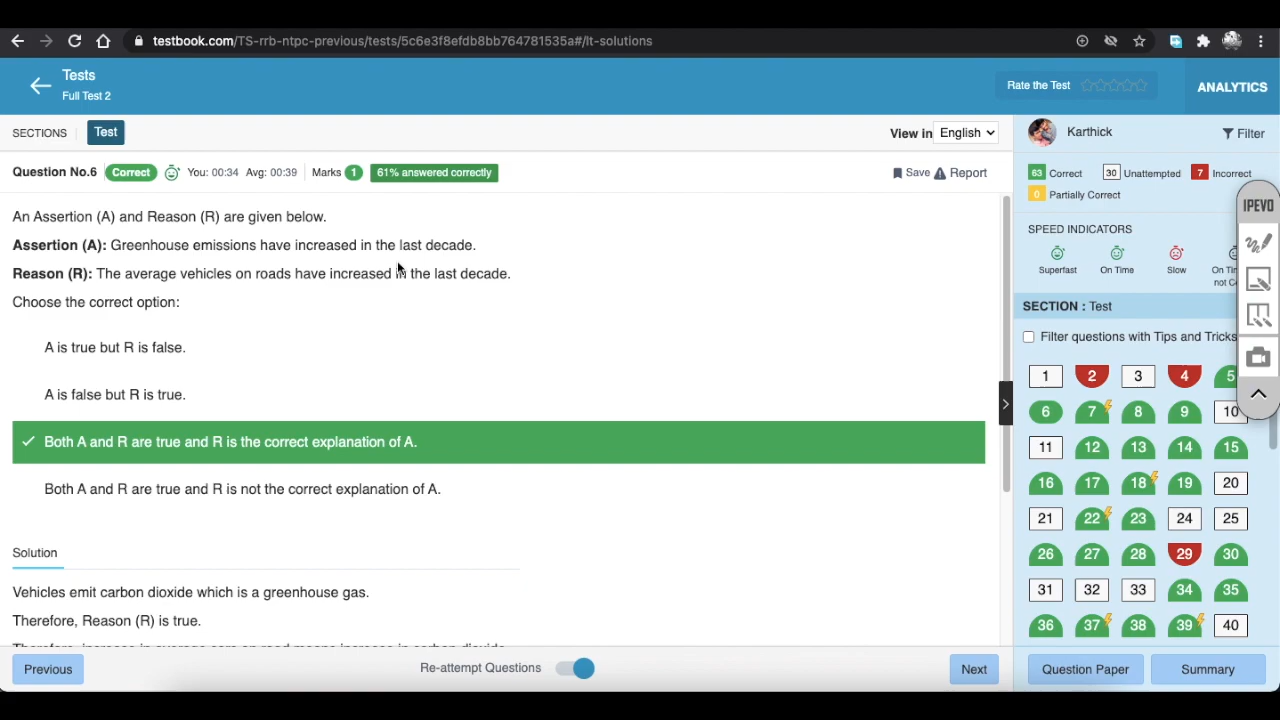 testbook.com/TS-rrb-ntpc-previous/tests/5c6e3f8efdb8bb764781535a#/lt-solutions
Tests
Full Test 2
Rate the Test
ANALYTICS
SECTIONS Test
View in English
Karthick
Filter
Question No.6 Correct You: 00:34 Avg: 00:39 Marks 1 61% answered correctly
Save Report
63 Correct 30 Unattempted 7 Incorrect
0 Partially Correct
IPEVO
An Assertion (A) and Reason (R) are given below.
Assertion (A): Greenhouse emissions have increased in the last decade.
Reason (R): The average vehicles on roads have increased in the last decade.
Choose the correct option:
A is true but R is false.
A is false but R is true.
Both A and R are true and R is the correct explanation of A.
Both A and R are true and R is not the correct explanation of A.
Solution
Vehicles emit carbon dioxide which is a greenhouse gas.
Therefore, Reason (R) is true.
SPEED INDICATORS
Superfast On Time Slow
SECTION : Test
Filter questions with Tips and Tricks
1 2 3 4 5
6 7 8 9 10
11 12 13 14 15
16 17 18 19 20
21 22 23 24 25
26 27 28 29 30
31 32 33 34 35
36 37 38 39 40
Previous
Re-attempt Questions
Next
Question Paper
Summary